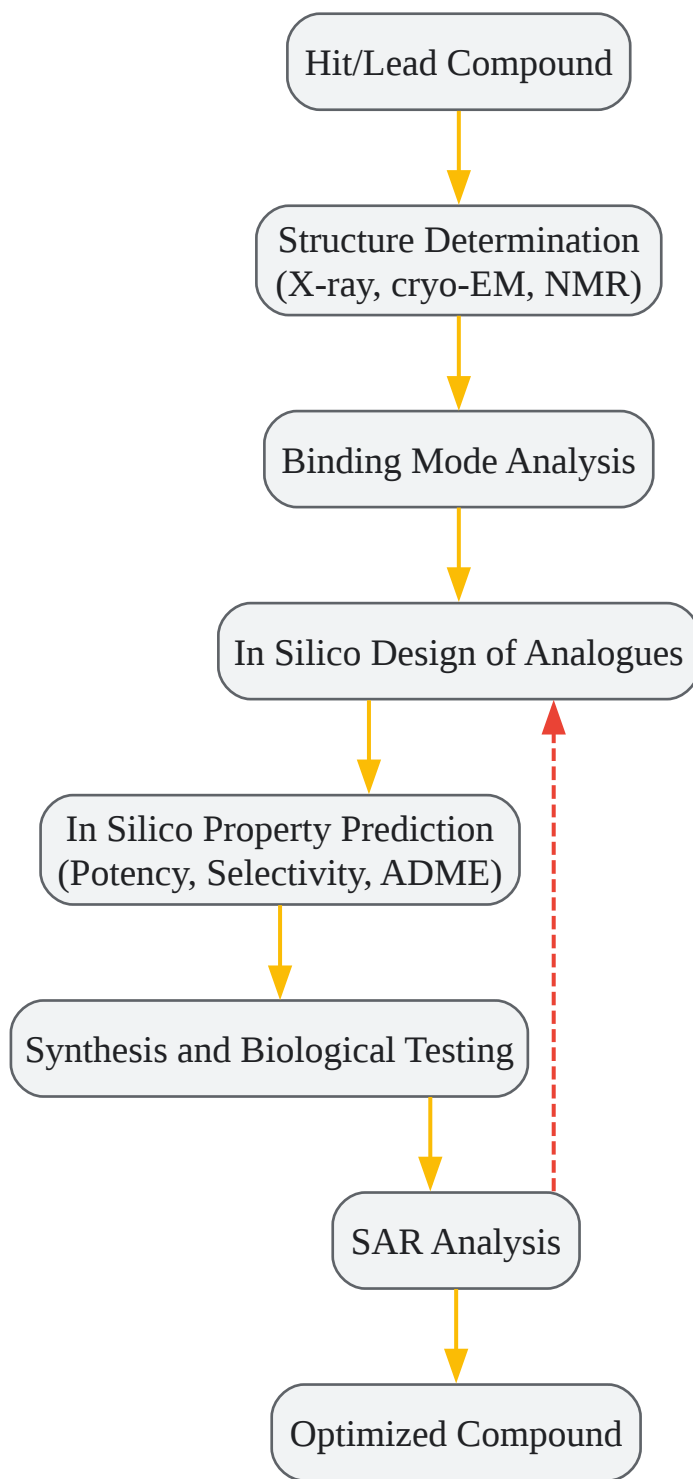 Hit/Lead Compound
Structure Determination
(X-ray, cryo-EM, NMR)
Binding Mode Analysis
In Silico Design of Analogues
In Silico Property Prediction
(Potency, Selectivity, ADME)
Synthesis and Biological Testing
SAR Analysis
Optimized Compound